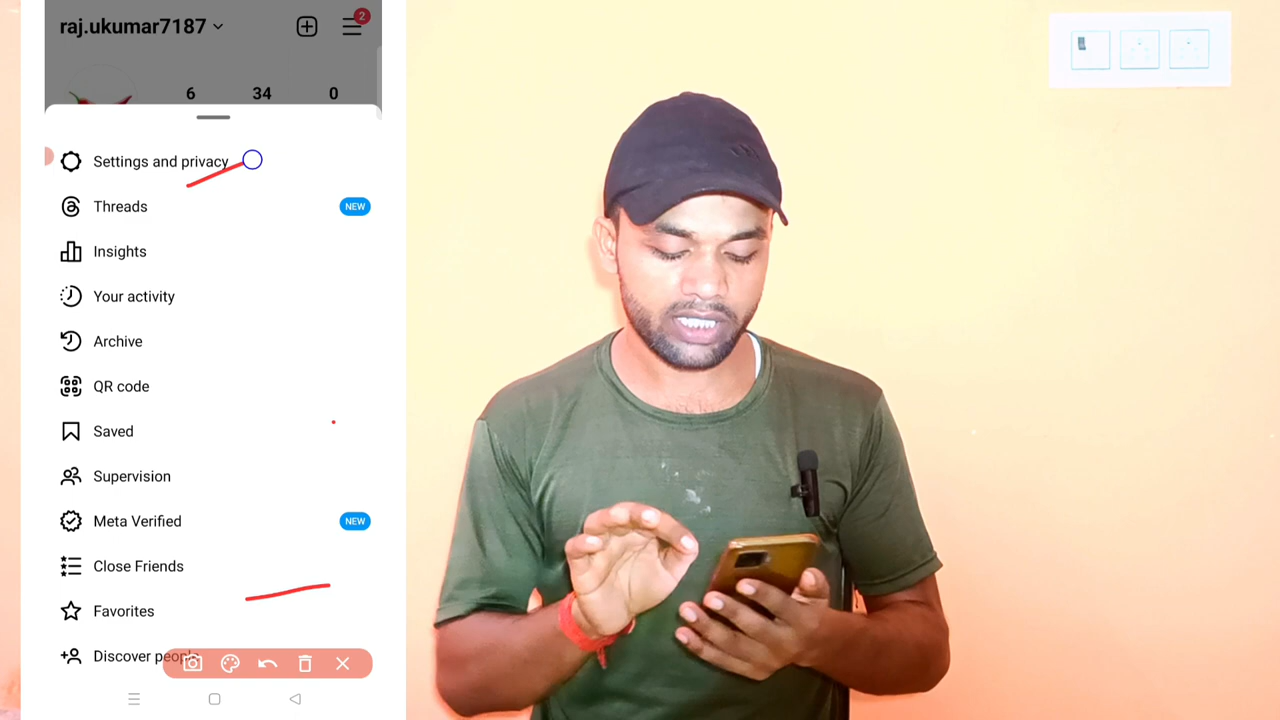 raj.ukumar7187
2
6 34 0
Settings and privacy
Threads NEW
Insights
Your activity
Archive
QR code
Saved
Supervision
Meta Verified NEW
Close Friends
Favorites
Discover people